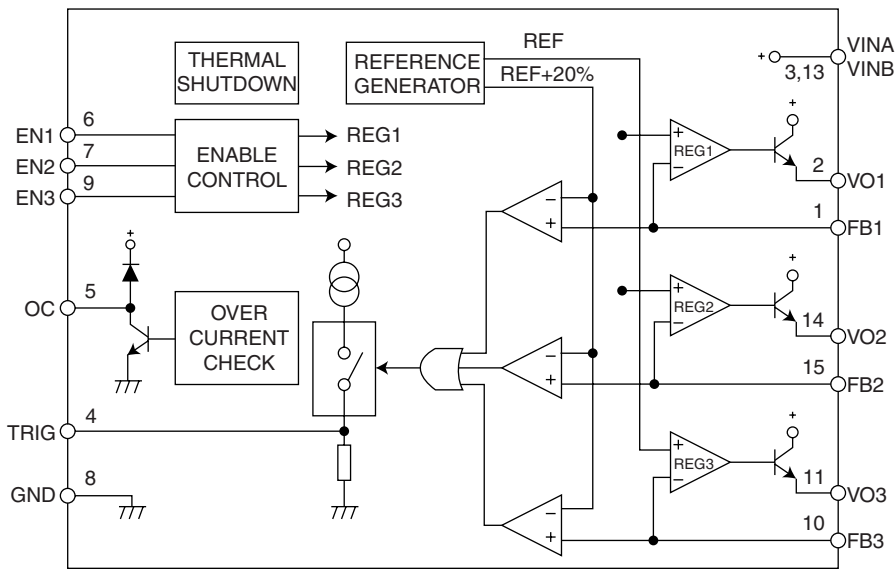 THERMAL
SHUTDOWN
REFERENCE
GENERATOR
REF
REF+20%
+
3,13
VINA
VINB
EN1
6
EN2
7
EN3
9
ENABLE
CONTROL
REG1
REG2
REG3
+
REG1
−
+
2
VO1
1
FB1
−
+
+
OC
5
OVER
CURRENT
CHECK
REG2
−
+
14
VO2
15
FB2
−
+
TRIG
4
GND
8
+
REG3
−
+
11
VO3
10
FB3
−
+